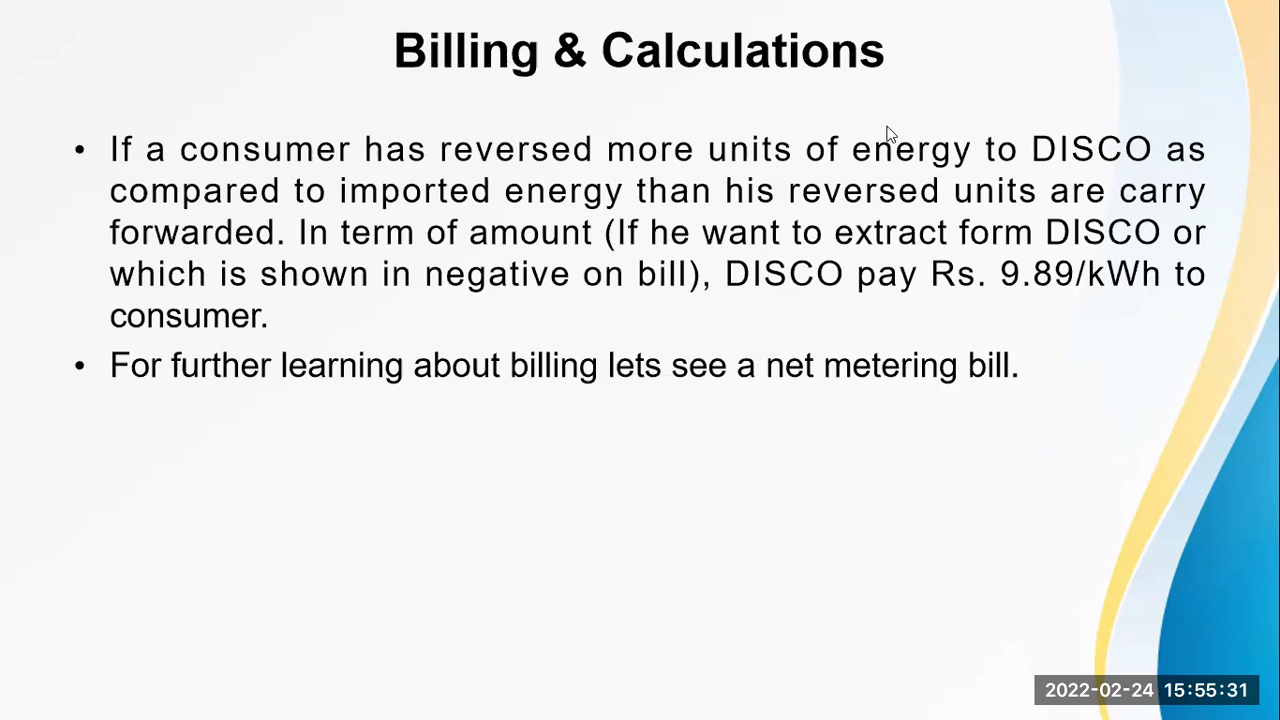 Billing & Calculations
• If a consumer has reversed more units of energy to DISCO as
compared to imported energy than his reversed units are carry
forwarded. In term of amount (If he want to extract form DISCO or
which is shown in negative on bill), DISCO pay Rs. 9.89/kWh to
consumer.
• For further learning about billing lets see a net metering bill.
2022-02-24 15:55:31